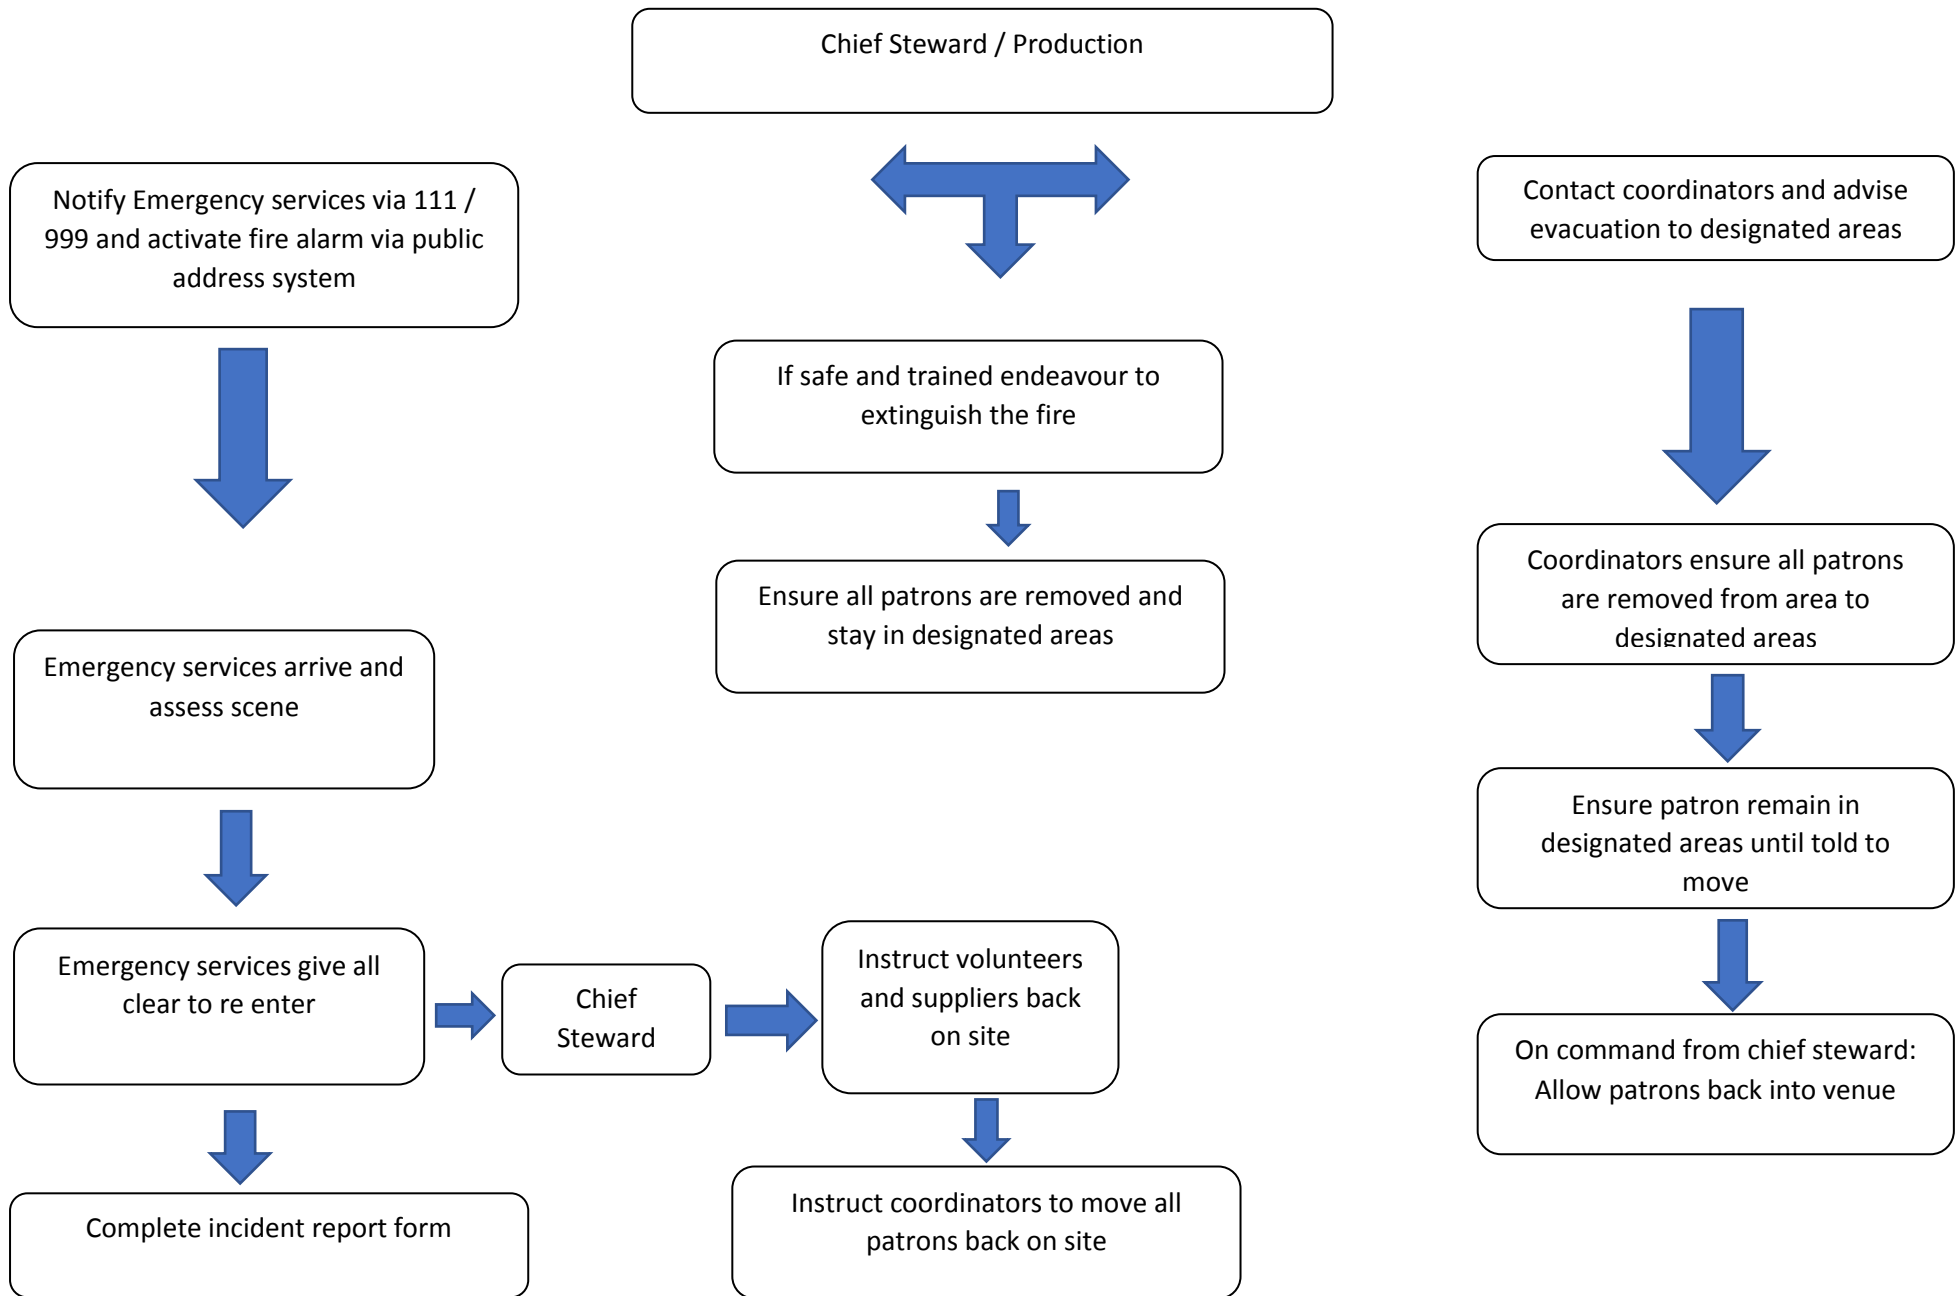 Chief Steward / Production
Notify Emergency services via 111 /
999 and activate fire alarm via public
address system
Emergency services arrive and
assess scene
Emergency services give all
clear to re enter
Complete incident report form
If safe and trained endeavour to
extinguish the fire
Ensure all patrons are removed and
stay in designated areas
Chief
Steward
Instruct volunteers
and suppliers back
on site
Instruct coordinators to move all
patrons back on site
Contact coordinators and advise
evacuation to designated areas
Coordinators ensure all patrons
are removed from area to
designated areas
Ensure patron remain in
designated areas until told to
move
On command from chief steward:
Allow patrons back into venue